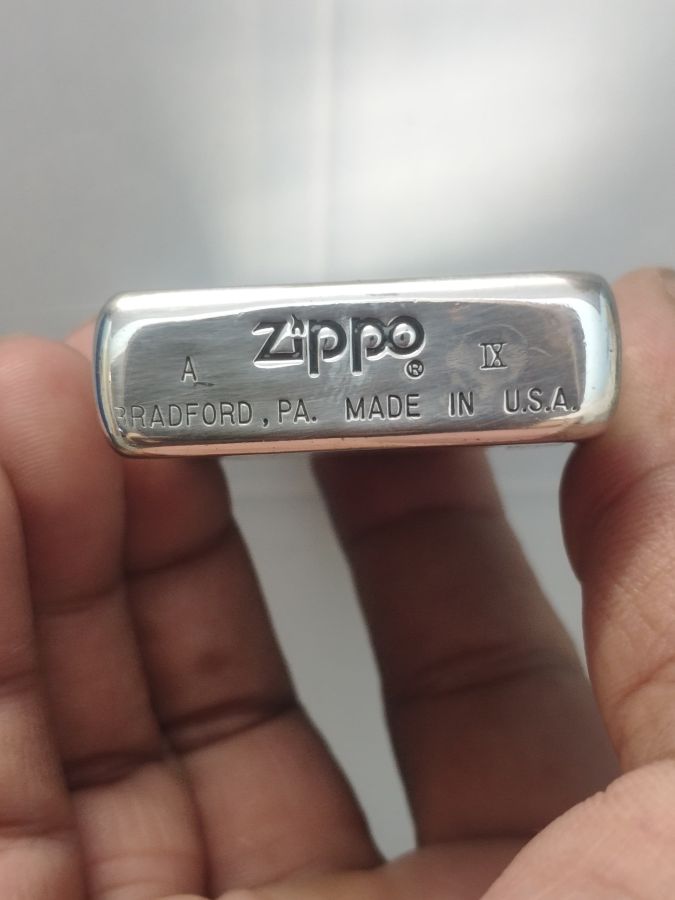 Zippo ®
A IX
BRADFORD, PA. MADE IN U.S.A.